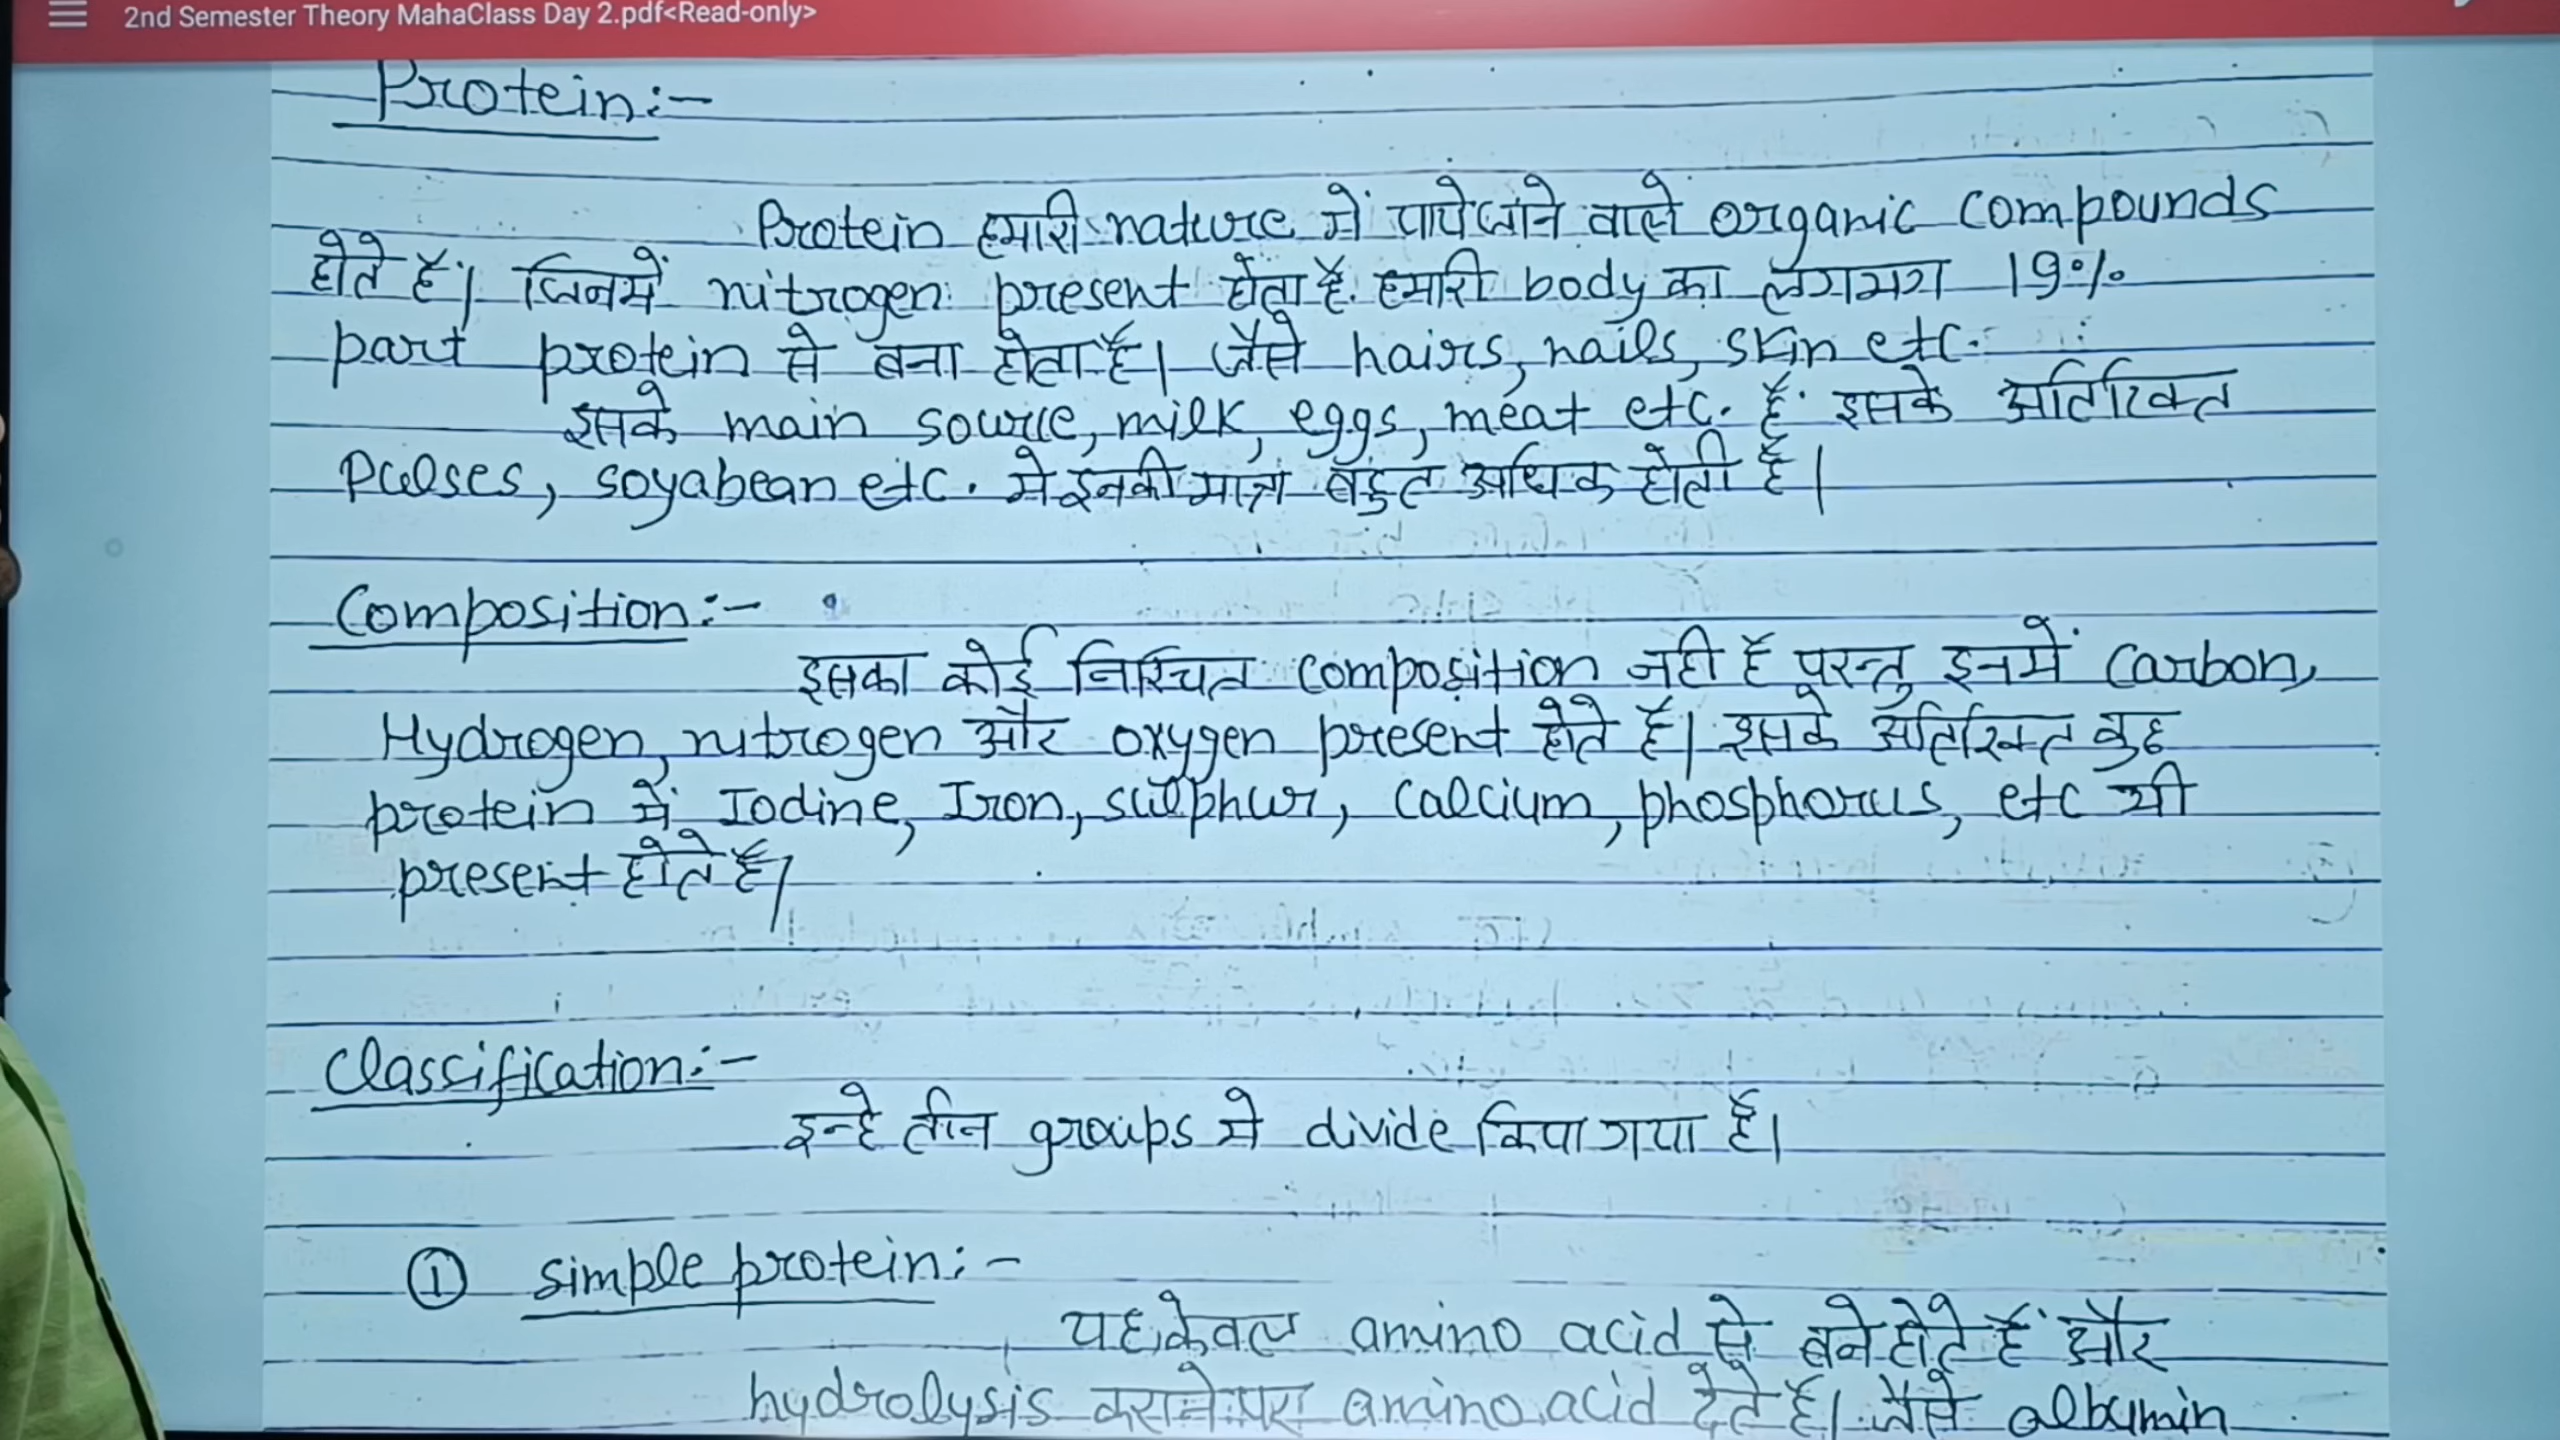 2nd Semester Theory MahaClass Day 2.pdf<Read-only>
Protein:-
Protein हमारी nature में पाये जाने वाले organic compounds
होते हैं। जिनमें nitrogen present होता है. हमारी body का लगभग 19%
part protein से बना होता है। जैसे hairs, nails, skin etc.
इसके main source, milk, eggs, meat etc. हैं. इसके अतिरिक्त
Pulses, soyabean etc. मे इनकी मात्रा बहुत अधिक होती है।
Composition:-
इसका कोई निश्चित composition नही है परन्तु इनमें Carbon,
Hydrogen, nitrogen और oxygen present होते है। इसके अतिरिक्त कुछ
protein में Iodine, Iron, sulphur, calcium, phosphorus, etc भी
present होते है।
Classification:-
इन्हे तीन groups मे divide किया गया है।
① simple protein:-
यह केवल amino acid से बने होते हैं और
hydrolysis कराने पर amino acid देते है। जैसे albumin